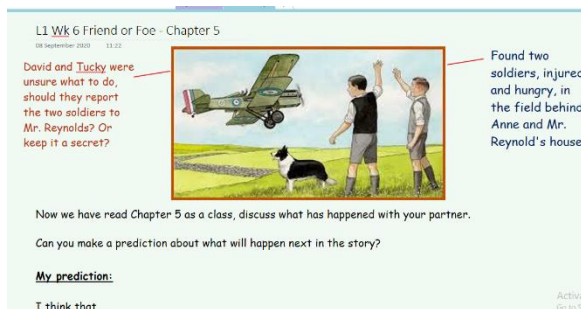 L1 Wk 6 Friend or Foe - Chapter 5
08 September 2020 11:22
David and Tucky were
unsure what to do,
should they report
the two soldiers to
Mr. Reynolds? Or
keep it a secret?
Found two
soldiers, injured
and hungry, in
the field behind
Anne and Mr.
Reynold's house
Now we have read Chapter 5 as a class, discuss what has happened with your partner.
Can you make a prediction about what will happen next in the story?
My prediction:
I think that